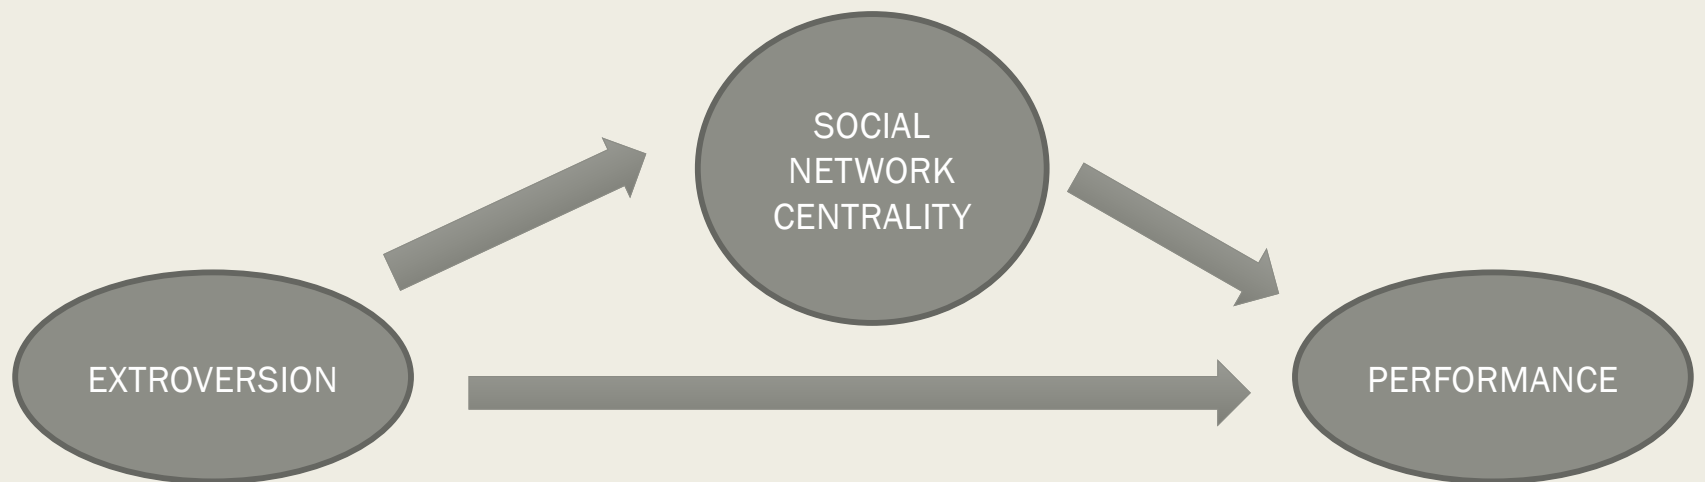 SOCIAL
NETWORK
CENTRALITY
EXTROVERSION
PERFORMANCE